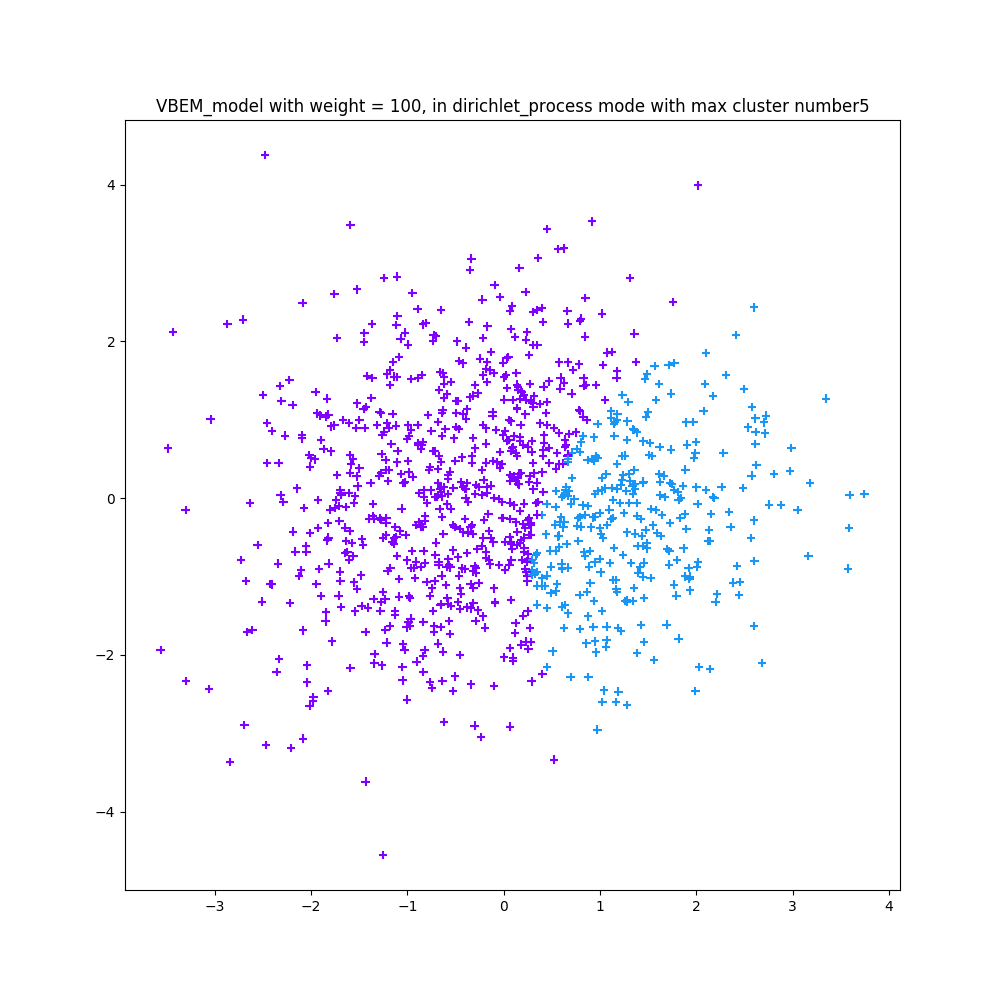 VBEM_model with weight = 100, in dirichlet_process mode with max cluster number5
4
2
0
−2
−4
−3 −2 −1 0 1 2 3 4